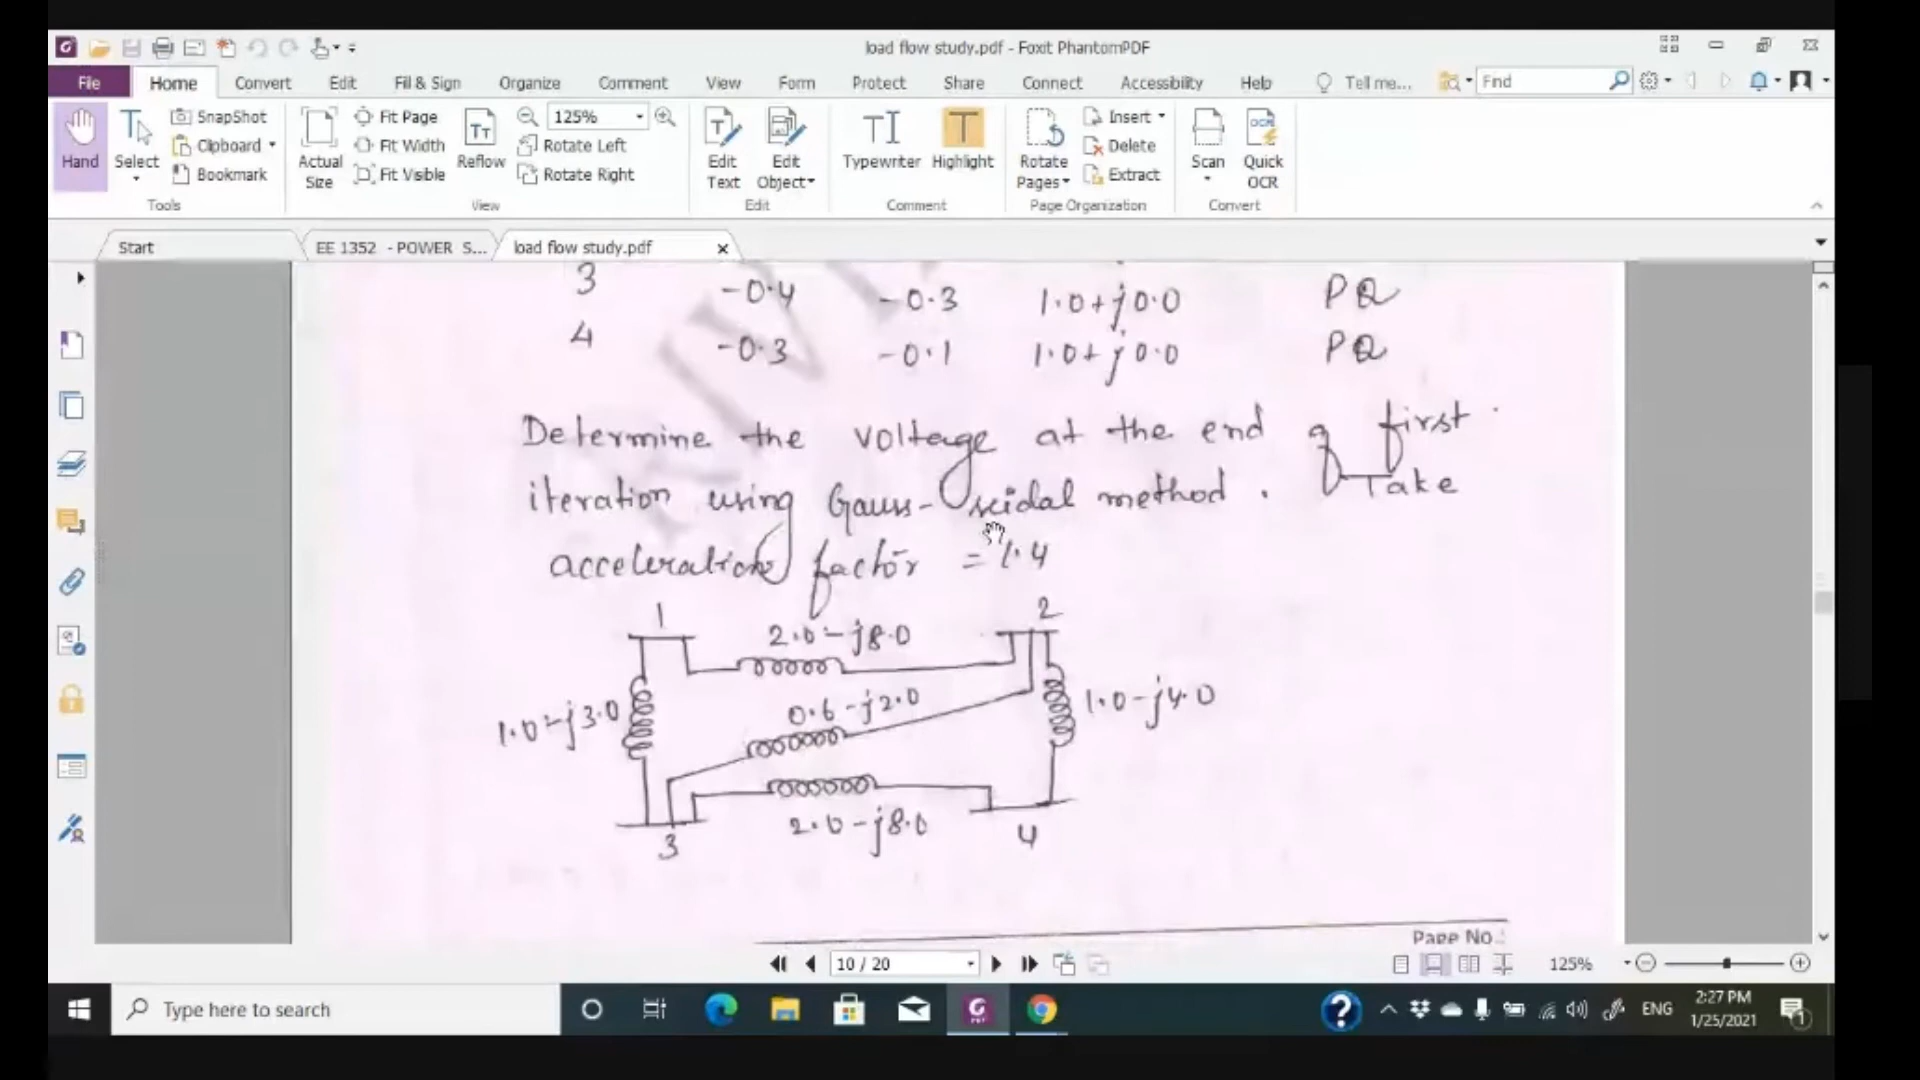 load flow study.pdf - Foxit PhantomPDF
File Home Convert Edit Fill & Sign Organize Comment View Form Protect Share Connect Accessibility Help Tell me... Find
Hand
Select
SnapShot
Clipboard
Bookmark
Tools
Actual Size
Fit Page
Fit Width
Fit Visible
Reflow
125%
Rotate Left
Rotate Right
View
Edit Text
Edit Object
Edit
Typewriter
Highlight
Comment
Rotate Pages
Insert
Delete
Extract
Page Organization
Scan
Quick OCR
Convert
Start
EE 1352 - POWER S...
load flow study.pdf
3 -0.4 -0.3 1.0+j0.0 PQ
4 -0.3 -0.1 1.0+j0.0 PQ
Determine the voltage at the end of first
iteration using Gauss-seidal method. Take
acceleration factor = 1.4
1
2
2.0-j8.0
1.0-j3.0
0.6-j2.0
1.0-j4.0
2.0-j8.0
3
4
Page No.:
10 / 20
125%
Type here to search
ENG
2:27 PM
1/25/2021